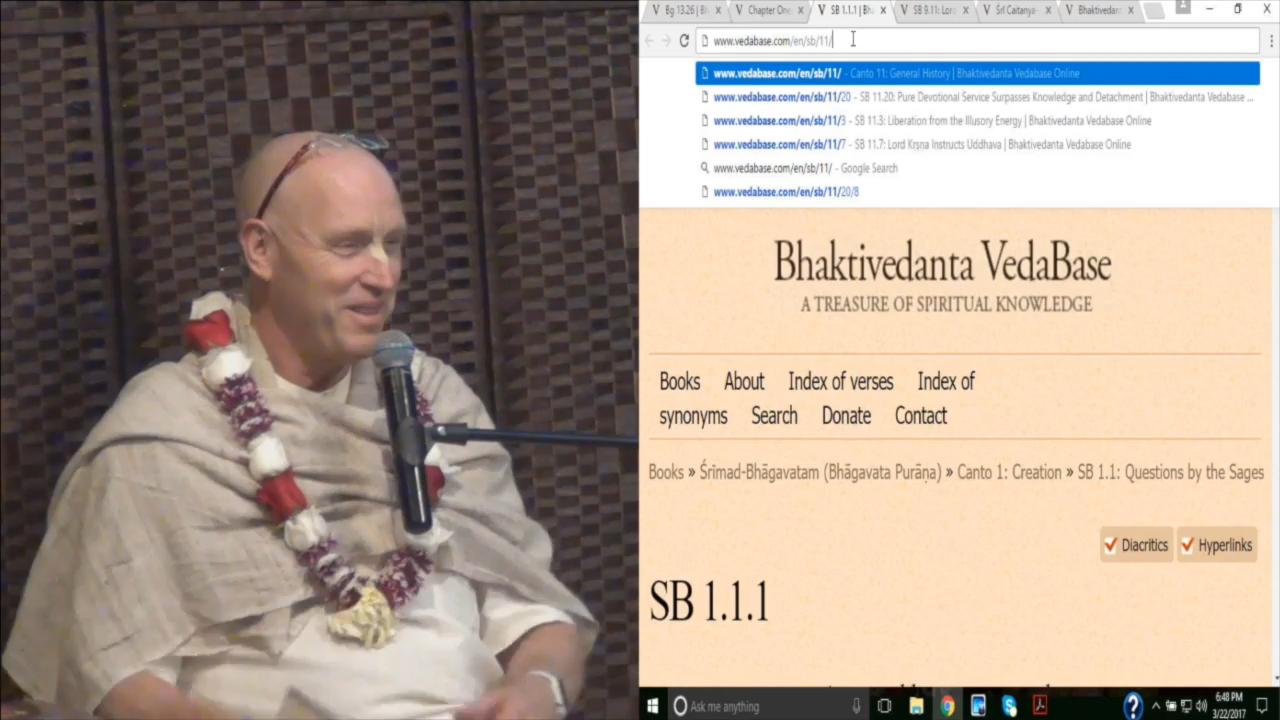 Bg 13.26 | Bh
Chapter One
SB 1.1.1 | Bha
SB 9.11: Lord
Śrī Caitanya-
Bhaktivedan
www.vedabase.com/en/sb/11/
www.vedabase.com/en/sb/11/ - Canto 11: General History | Bhaktivedanta Vedabase Online
www.vedabase.com/en/sb/11/20 - SB 11.20: Pure Devotional Service Surpasses Knowledge and Detachment | Bhaktivedanta Vedabase ...
www.vedabase.com/en/sb/11/3 - SB 11.3: Liberation from the Illusory Energy | Bhaktivedanta Vedabase Online
www.vedabase.com/en/sb/11/7 - SB 11.7: Lord Kṛṣṇa Instructs Uddhava | Bhaktivedanta Vedabase Online
www.vedabase.com/en/sb/11/ - Google Search
www.vedabase.com/en/sb/11/20/8
Bhaktivedanta VedaBase
A TREASURE OF SPIRITUAL KNOWLEDGE
Books About Index of verses Index of
synonyms Search Donate Contact
Books » Śrīmad-Bhāgavatam (Bhāgavata Purāṇa) » Canto 1: Creation » SB 1.1: Questions by the Sages
Diacritics Hyperlinks
SB 1.1.1
Ask me anything
6:48 PM
3/22/2017